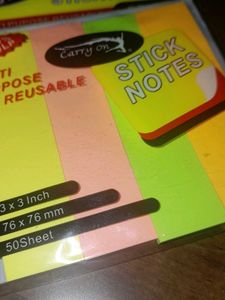 Carry on
STICK
NOTES
TI
POSE
REUSABLE
3 x 3 Inch
76 x 76 mm
50Sheet